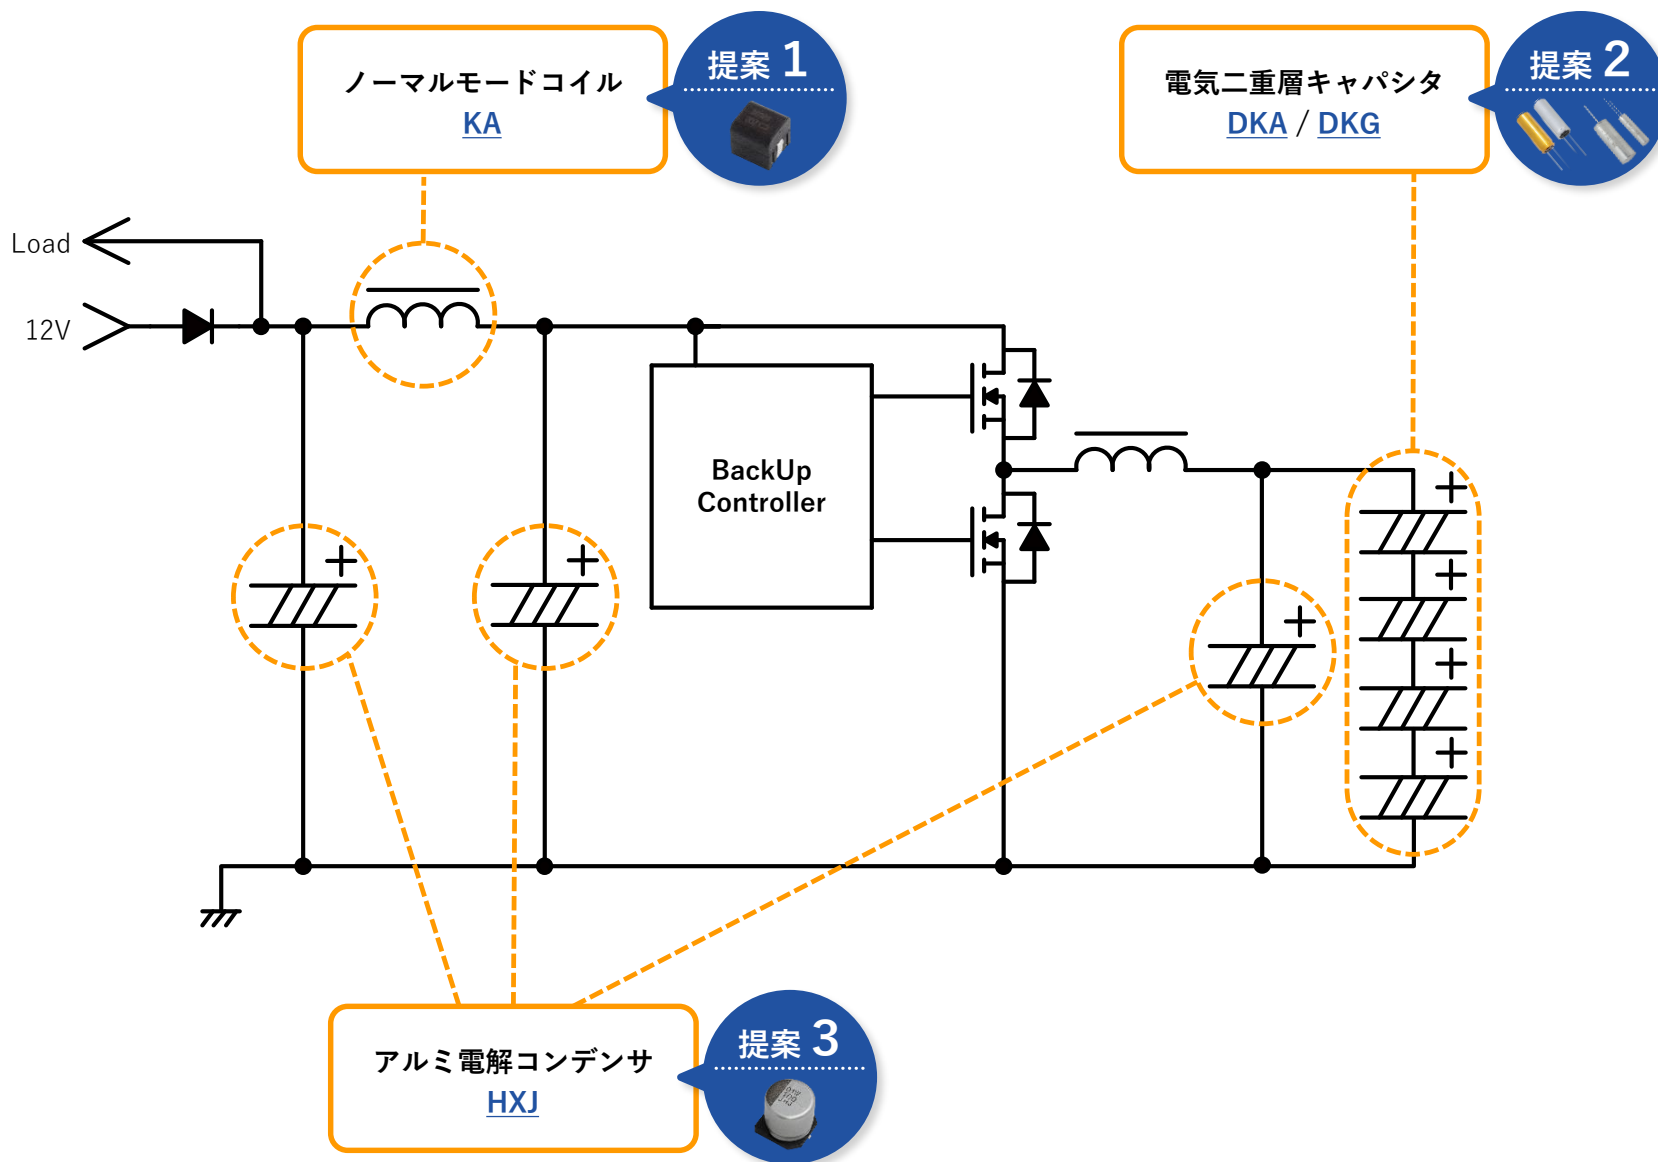 ノーマルモードコイル
KA
提案 1
電気二重層キャパシタ
DKA / DKG
提案 2
Load
12V
BackUp
Controller
+
+
+
+
+
+
+
アルミ電解コンデンサ
HXJ
提案 3